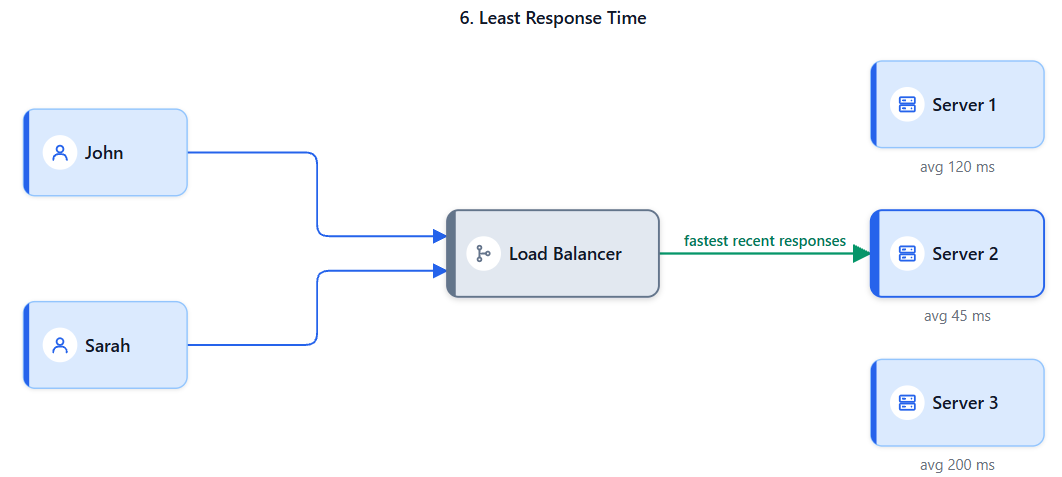 6. Least Response Time
John
Sarah
Load Balancer
fastest recent responses
Server 1
avg 120 ms
Server 2
avg 45 ms
Server 3
avg 200 ms